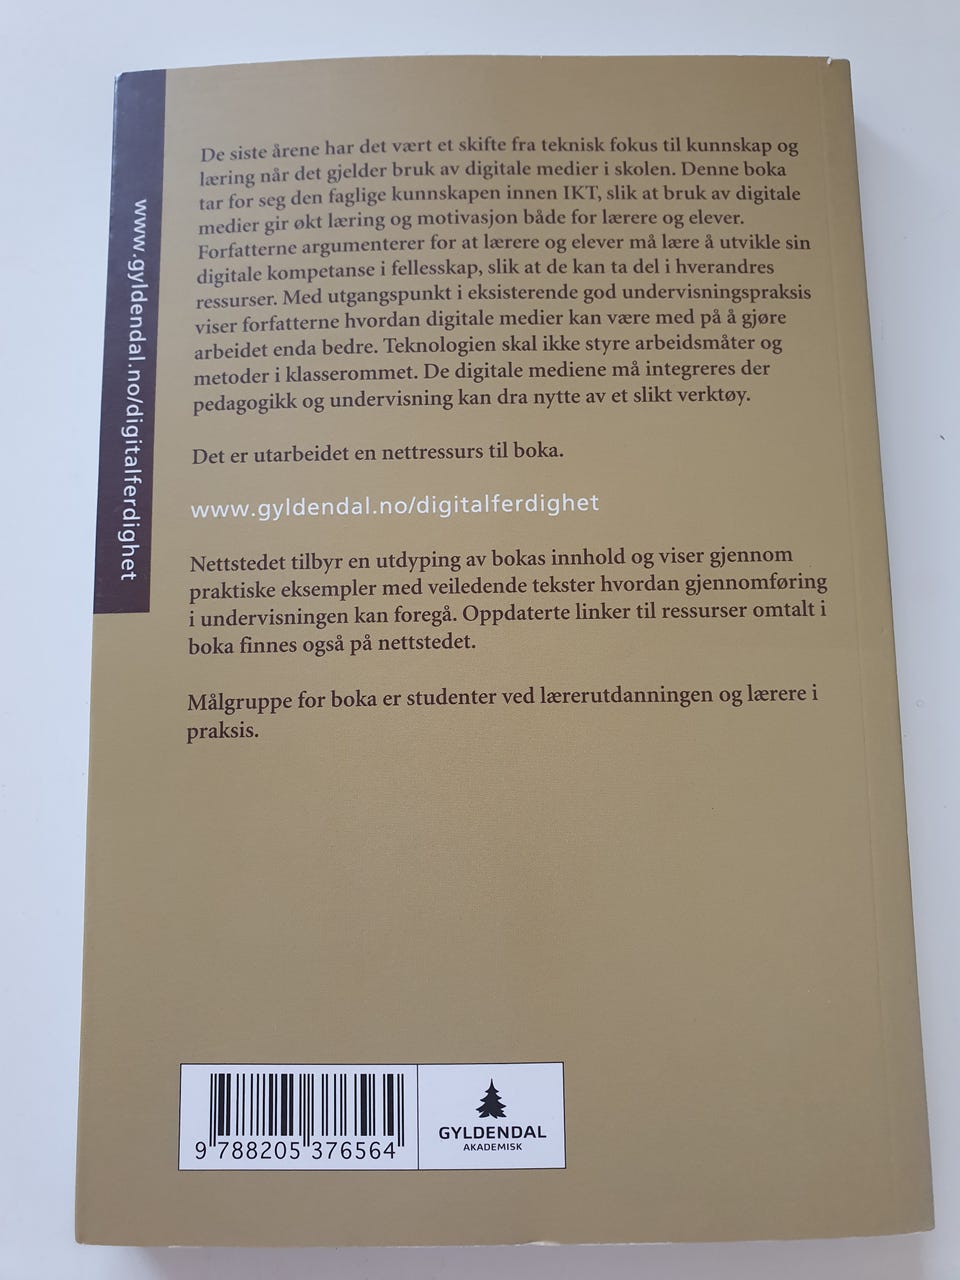 www.gyldendal.no/digitalferdighet
De siste årene har det vært et skifte fra teknisk fokus til kunnskap og
læring når det gjelder bruk av digitale medier i skolen. Denne boka
tar for seg den faglige kunnskapen innen IKT, slik at bruk av digitale
medier gir økt læring og motivasjon både for lærere og elever.
Forfatterne argumenterer for at lærere og elever må lære å utvikle sin
digitale kompetanse i fellesskap, slik at de kan ta del i hverandres
ressurser. Med utgangspunkt i eksisterende god undervisningspraksis
viser forfatterne hvordan digitale medier kan være med på å gjøre
arbeidet enda bedre. Teknologien skal ikke styre arbeidsmåter og
metoder i klasserommet. De digitale mediene må integreres der
pedagogikk og undervisning kan dra nytte av et slikt verktøy.
Det er utarbeidet en nettressurs til boka.
www.gyldendal.no/digitalferdighet
Nettstedet tilbyr en utdyping av bokas innhold og viser gjennom
praktiske eksempler med veiledende tekster hvordan gjennomføring
i undervisningen kan foregå. Oppdaterte linker til ressurser omtalt i
boka finnes også på nettstedet.
Målgruppe for boka er studenter ved lærerutdanningen og lærere i
praksis.
9 788205 376564
GYLDENDAL
AKADEMISK